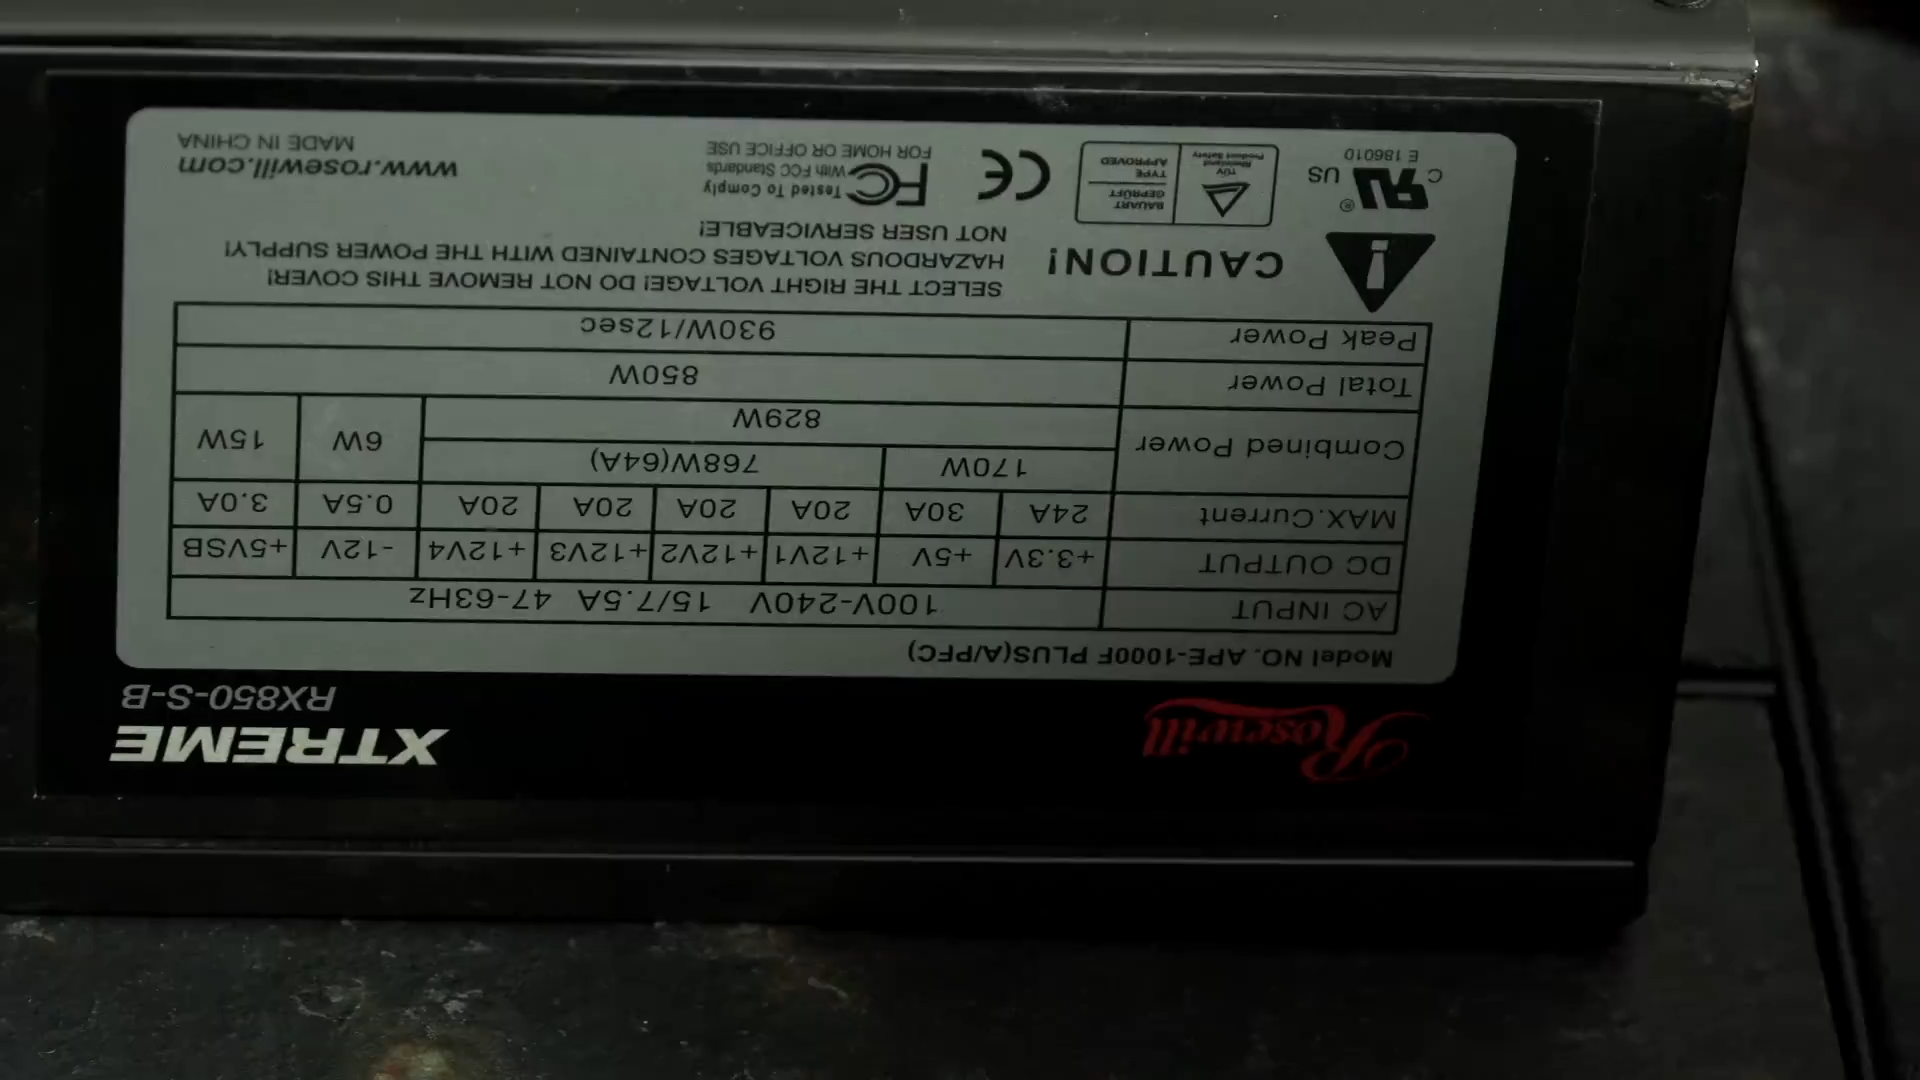 Rosewill
XTREME
RX850-S-B
Model NO. APE-1000F PLUS(A/PFC)
AC INPUT 100V-240V 15/7.5A 47-63Hz
DC OUTPUT +3.3V +5V +12V1 +12V2 +12V3 +12V4 -12V +5VSB
MAX.Current 24A 30A 20A 20A 20A 20A 0.5A 3.0A
Combined Power 170W 768W(64A) 6W 15W
829W
Total Power 850W
Peak Power 930W/12sec
CAUTION!
SELECT THE RIGHT VOLTAGE! DO NOT REMOVE THIS COVER!
HAZARDOUS VOLTAGES CONTAINED WITH THE POWER SUPPLY!
NOT USER SERVICEABLE!
C UL US ®
E 186010
TÜV
Rheinland
Product Safety
BAUART
GEPRÜFT
TYPE
APPROVED
CE
FC Tested To Comply
With FCC Standards
FOR HOME OR OFFICE USE
www.rosewill.com
MADE IN CHINA